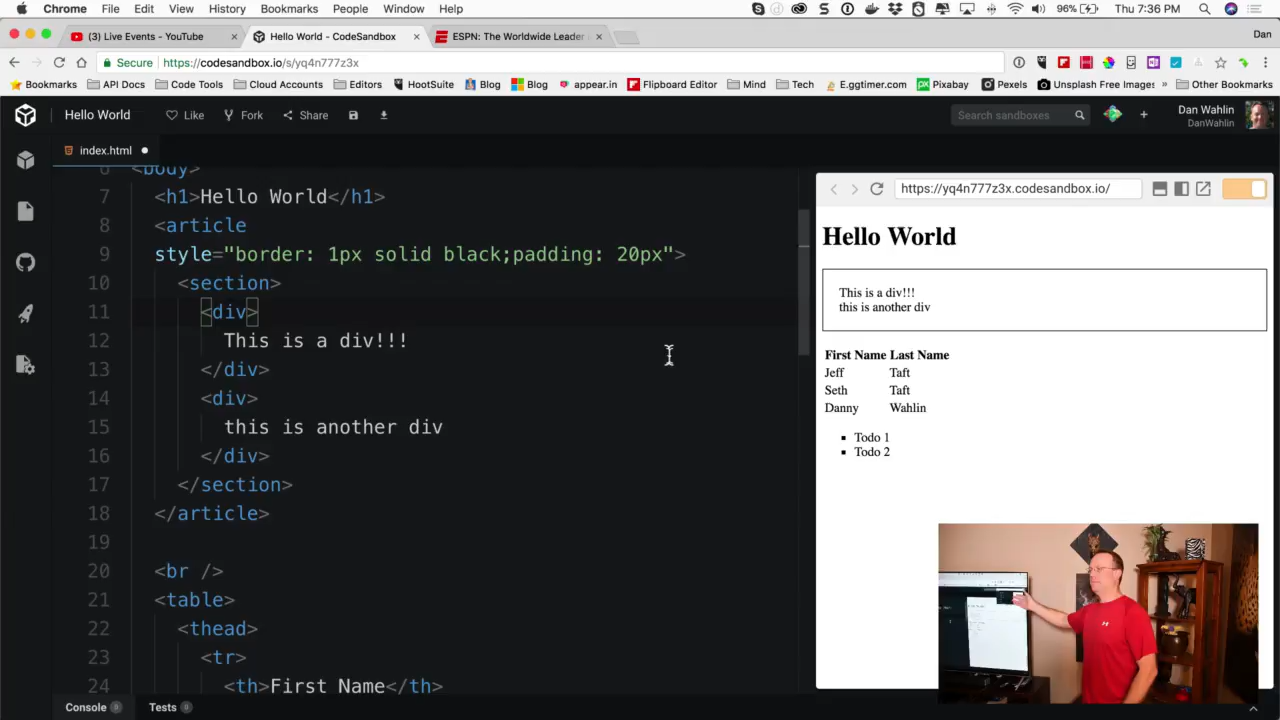 Chrome File Edit View History Bookmarks People Window Help 96% Thu 7:36 PM
(3) Live Events - YouTube × Hello World - CodeSandbox × ESPN: The Worldwide Leader × Dan
Secure https://codesandbox.io/s/yq4n777z3x
Bookmarks API Docs Code Tools Cloud Accounts Editors HootSuite Blog Blog appear.in Flipboard Editor Mind Tech E.ggtimer.com Pixabay Pexels Unsplash Free Images » Other Bookmarks
Hello World Like Fork Share Search sandboxes + Dan Wahlin
DanWahlin
index.html
6 <body>
7 <h1>Hello World</h1>
8 <article
9 style="border: 1px solid black;padding: 20px">
10 <section>
11 <div>
12 This is a div!!!
13 </div>
14 <div>
15 this is another div
16 </div>
17 </section>
18 </article>
19
20 <br />
21 <table>
22 <thead>
23 <tr>
24 <th>First Name</th>
Console 0 Tests 0
https://yq4n777z3x.codesandbox.io/
Hello World
This is a div!!!
this is another div
First Name Last Name
Jeff Taft
Seth Taft
Danny Wahlin
Todo 1
Todo 2